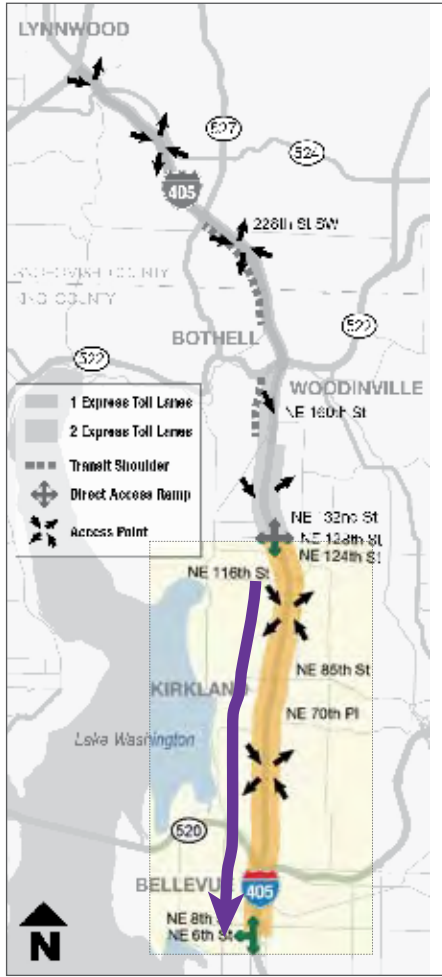 LYNNWOOD
527
524
405
228th St SW
SNOHOMISH COUNTY
KING COUNTY
BOTHELL
522
522
WOODINVILLE
1 Express Toll Lanes
2 Express Toll Lanes
Transit Shoulder
Direct Access Ramp
Access Point
NE 160th St
NE 132nd St
NE 128th St
NE 124th St
NE 116th St
NE 85th St
KIRKLAND
NE 70th Pl
Lake Washington
520
BELLEVUE
405
NE 8th St
NE 6th St
N